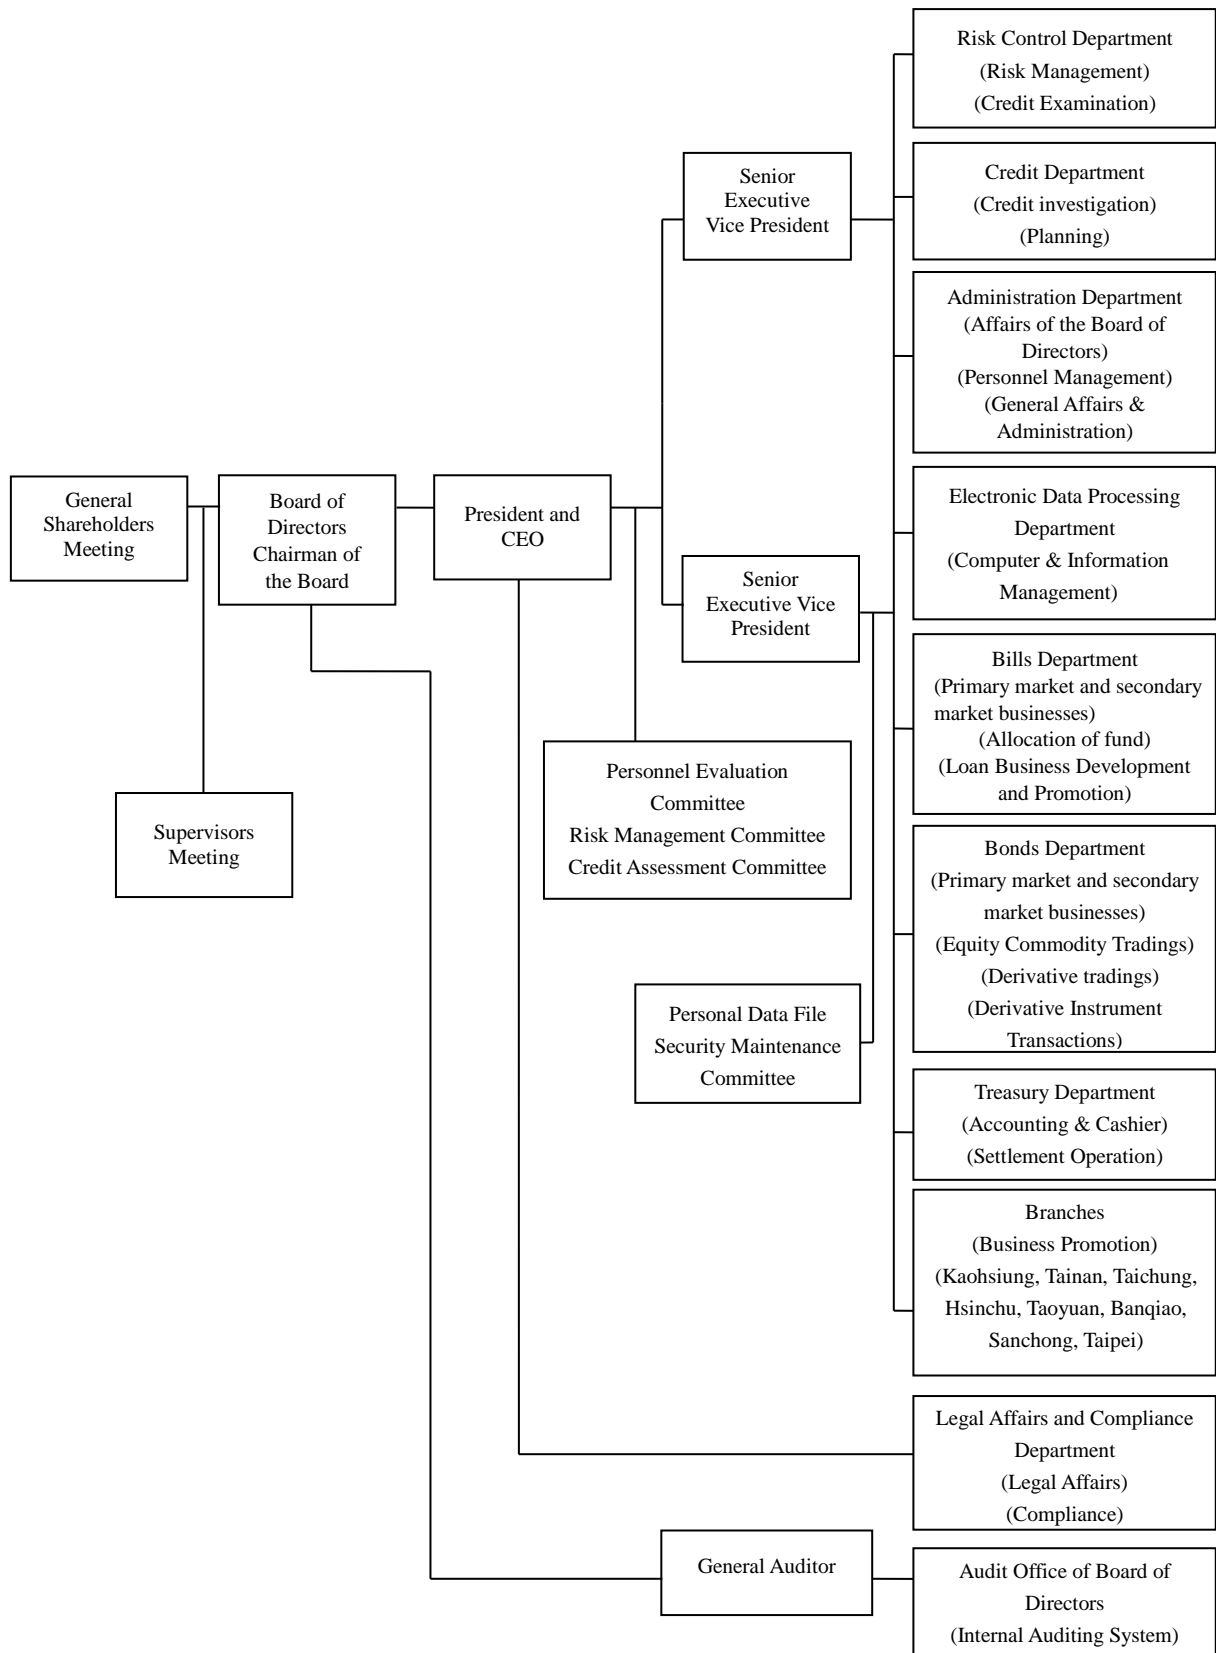 General
Shareholders
Meeting
Supervisors
Meeting
Board of
Directors
Chairman of
the Board
President and
CEO
Personnel Evaluation
Committee
Risk Management Committee
Credit Assessment Committee
Senior
Executive
Vice President
Senior
Executive Vice
President
Personal Data File
Security Maintenance
Committee
General Auditor
Risk Control Department
(Risk Management)
(Credit Examination)
Credit Department
(Credit investigation)
(Planning)
Administration Department
(Affairs of the Board of
Directors)
(Personnel Management)
(General Affairs &
Administration)
Electronic Data Processing
Department
(Computer & Information
Management)
Bills Department
(Primary market and secondary
market businesses)
(Allocation of fund)
(Loan Business Development
and Promotion)
Bonds Department
(Primary market and secondary
market businesses)
(Equity Commodity Tradings)
(Derivative tradings)
(Derivative Instrument
Transactions)
Treasury Department
(Accounting & Cashier)
(Settlement Operation)
Branches
(Business Promotion)
(Kaohsiung, Tainan, Taichung,
Hsinchu, Taoyuan, Banqiao,
Sanchong, Taipei)
Legal Affairs and Compliance
Department
(Legal Affairs)
(Compliance)
Audit Office of Board of
Directors
(Internal Auditing System)